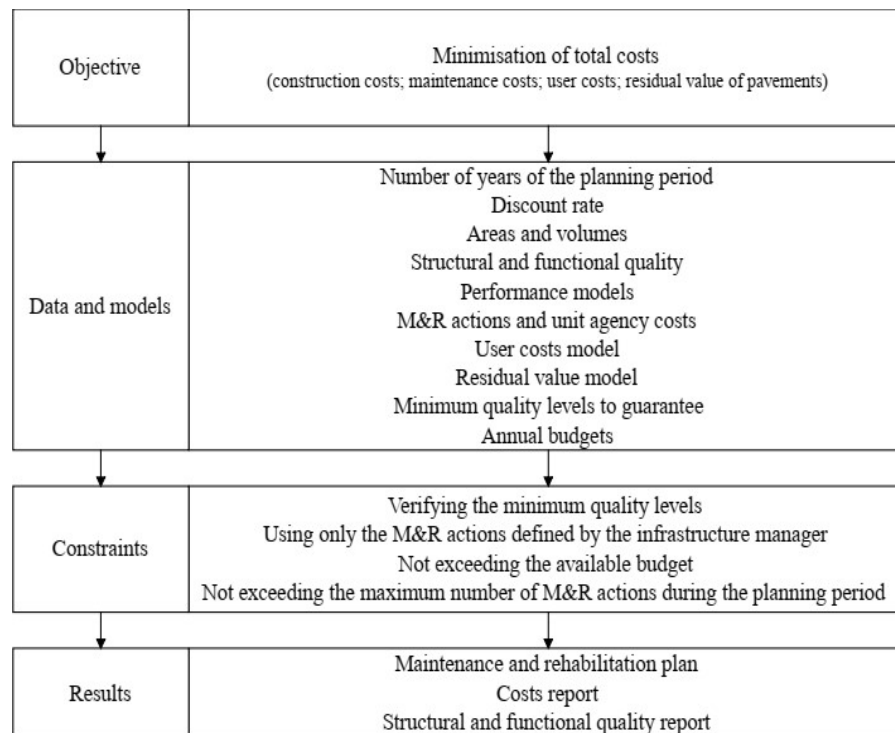 Objective
Minimisation of total costs
(construction costs; maintenance costs; user costs; residual value of pavements)
Data and models
Number of years of the planning period
Discount rate
Areas and volumes
Structural and functional quality
Performance models
M&R actions and unit agency costs
User costs model
Residual value model
Minimum quality levels to guarantee
Annual budgets
Constraints
Verifying the minimum quality levels
Using only the M&R actions defined by the infrastructure manager
Not exceeding the available budget
Not exceeding the maximum number of M&R actions during the planning period
Results
Maintenance and rehabilitation plan
Costs report
Structural and functional quality report